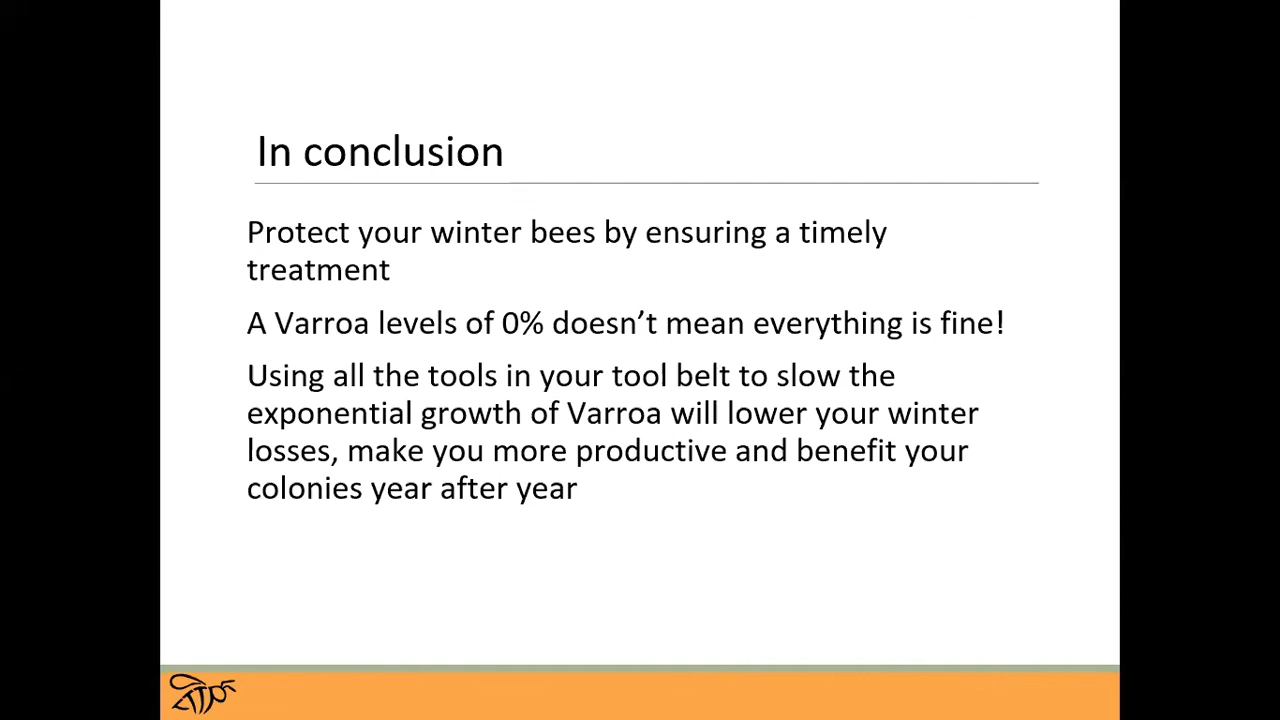 In conclusion
Protect your winter bees by ensuring a timely
treatment
A Varroa levels of 0% doesn’t mean everything is fine!
Using all the tools in your tool belt to slow the
exponential growth of Varroa will lower your winter
losses, make you more productive and benefit your
colonies year after year